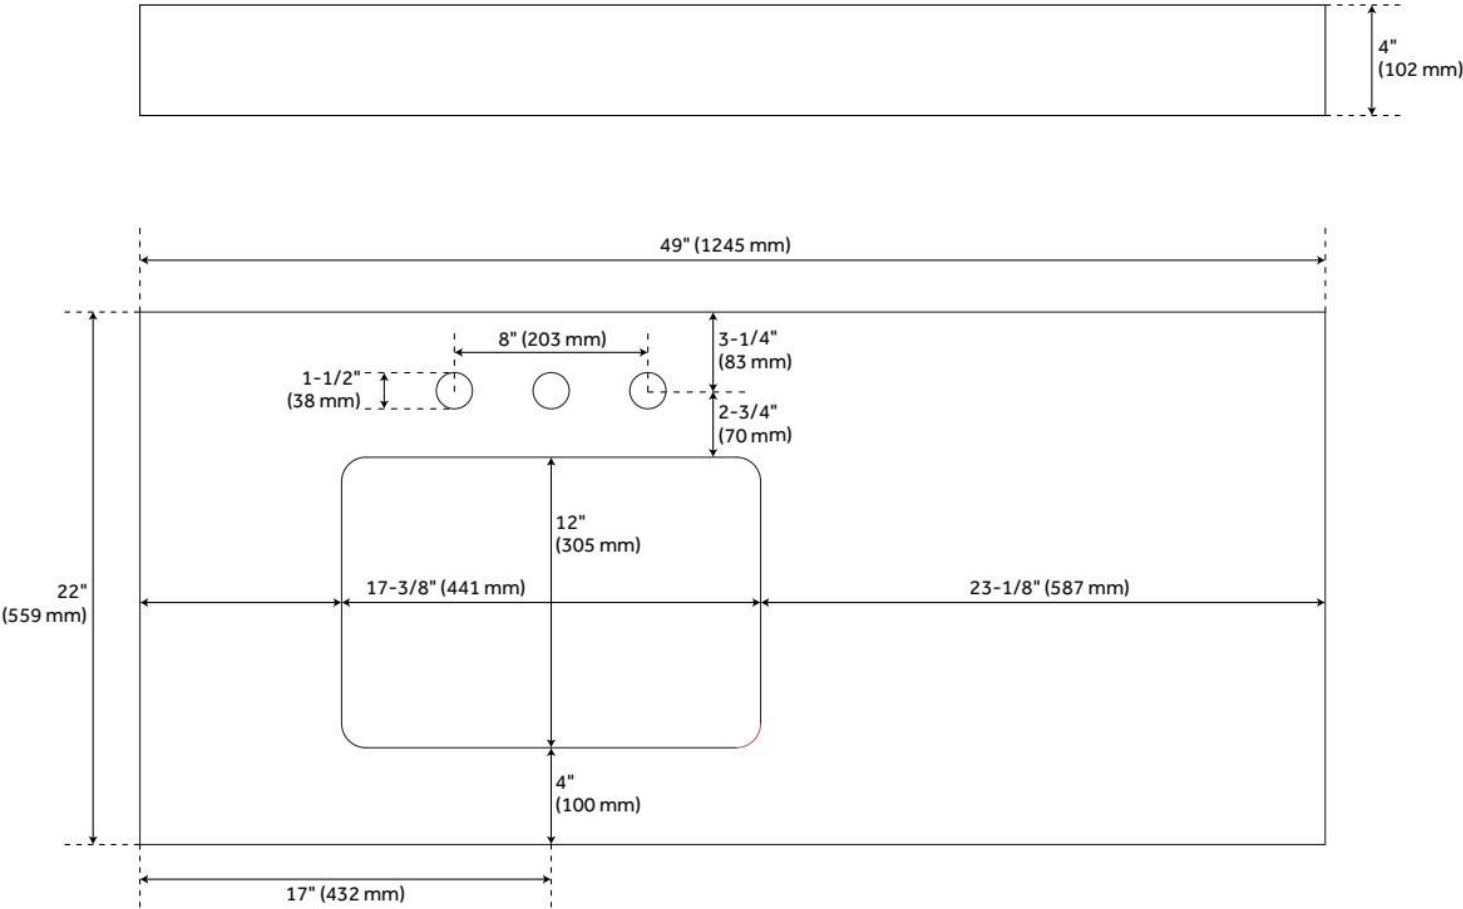 4"
(102 mm)
49" (1245 mm)
8" (203 mm)
3-1/4"
(83 mm)
1-1/2"
(38 mm)
2-3/4"
(70 mm)
12"
(305 mm)
17-3/8" (441 mm)
23-1/8" (587 mm)
22"
(559 mm)
4"
(100 mm)
17" (432 mm)